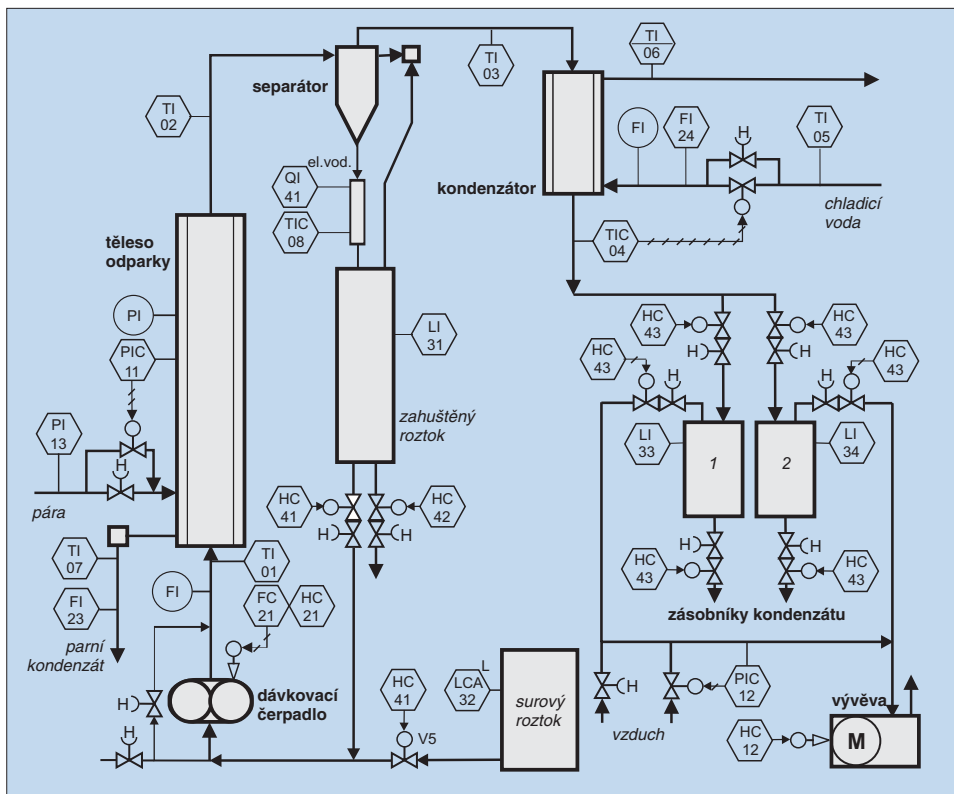 TI
06
TI
03
separátor
TI
02
el.vod.
QI
41
TIC
08
FI
FI
24
H
TI
05
kondenzátor
chladicí
voda
TIC
04
těleso
odparky
PI
PIC
11
LI
31
HC
43
HC
43
H
H
HC
43
HC
43
H
H
PI
13
H
pára
zahuštěný
roztok
LI
33
1
2
LI
34
HC
41
HC
42
H
H
H
H
HC
43
HC
43
TI
07
TI
01
FI
FC
21
HC
21
FI
23
parní
kondenzát
zásobníky kondenzátu
H
dávkovací
čerpadlo
HC
41
L
LCA
32
surový
roztok
H
PIC
12
vzduch
vývěva
H
V5
HC
12
M